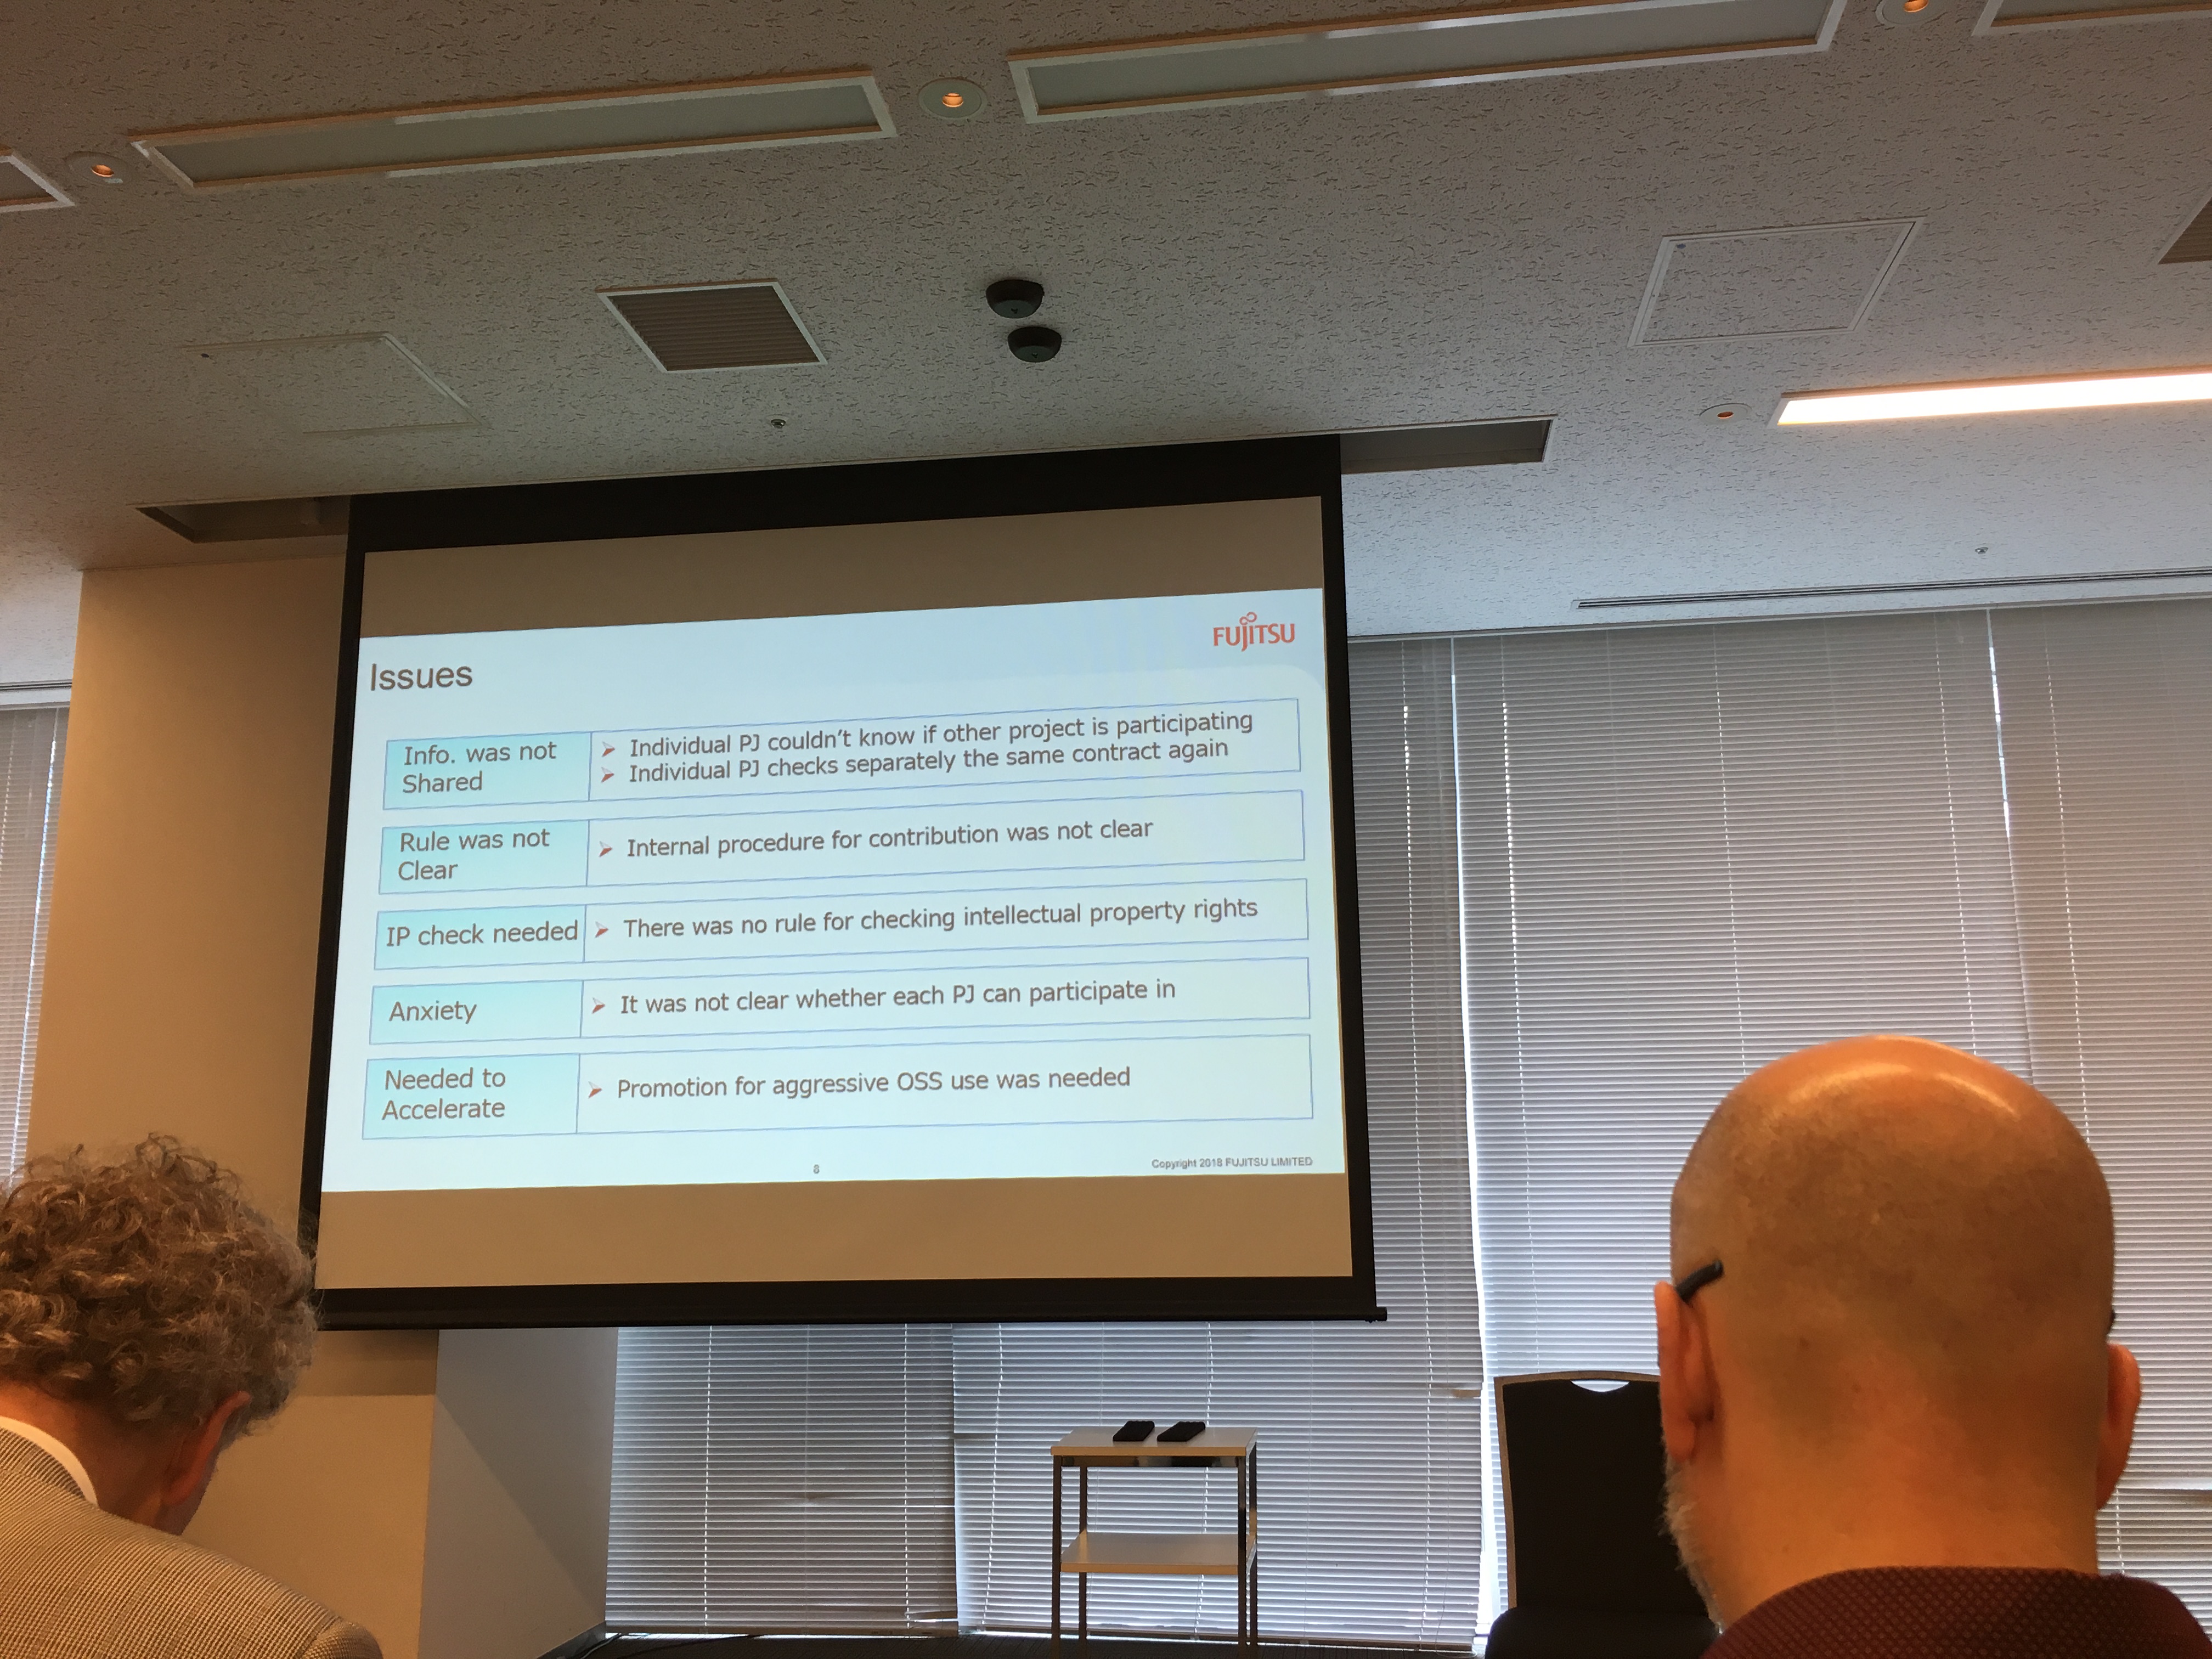 FUJITSU
Issues
Info. was not
Shared
Individual PJ couldn't know if other project is participating
Individual PJ checks separately the same contract again
Rule was not
Clear
Internal procedure for contribution was not clear
IP check needed
There was no rule for checking intellectual property rights
Anxiety
It was not clear whether each PJ can participate in
Needed to
Accelerate
Promotion for aggressive OSS use was needed
8
Copyright 2018 FUJITSU LIMITED